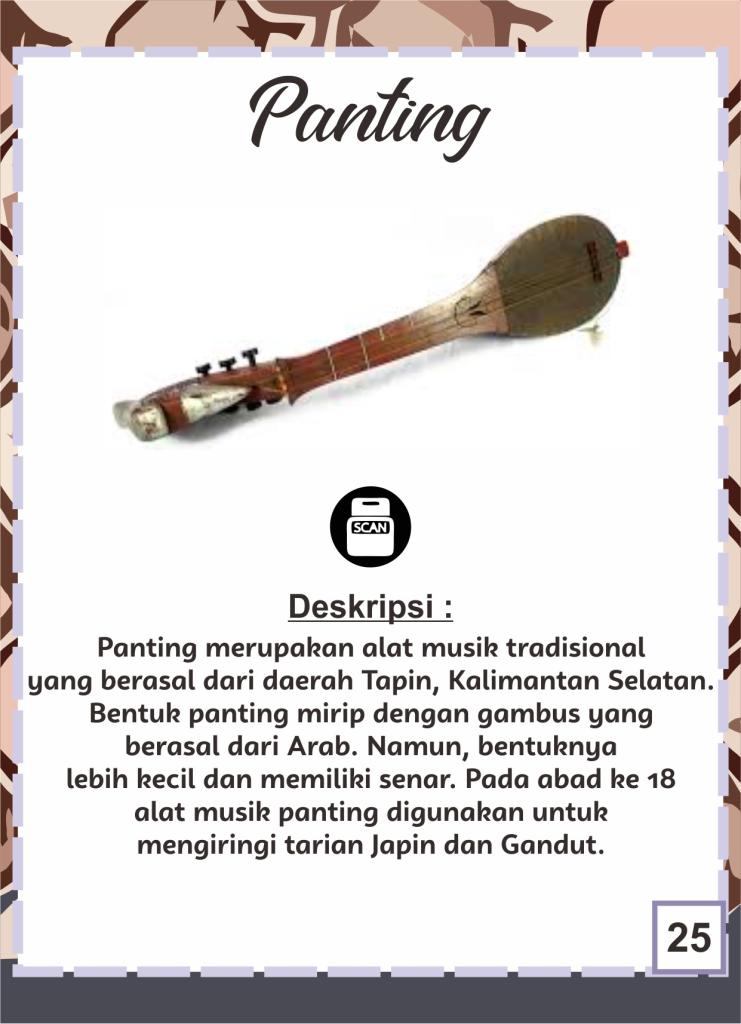 Panting
SCAN
Deskripsi :
Panting merupakan alat musik tradisional
yang berasal dari daerah Tapin, Kalimantan Selatan.
Bentuk panting mirip dengan gambus yang
berasal dari Arab. Namun, bentuknya
lebih kecil dan memiliki senar. Pada abad ke 18
alat musik panting digunakan untuk
mengiringi tarian Japin dan Gandut.
25